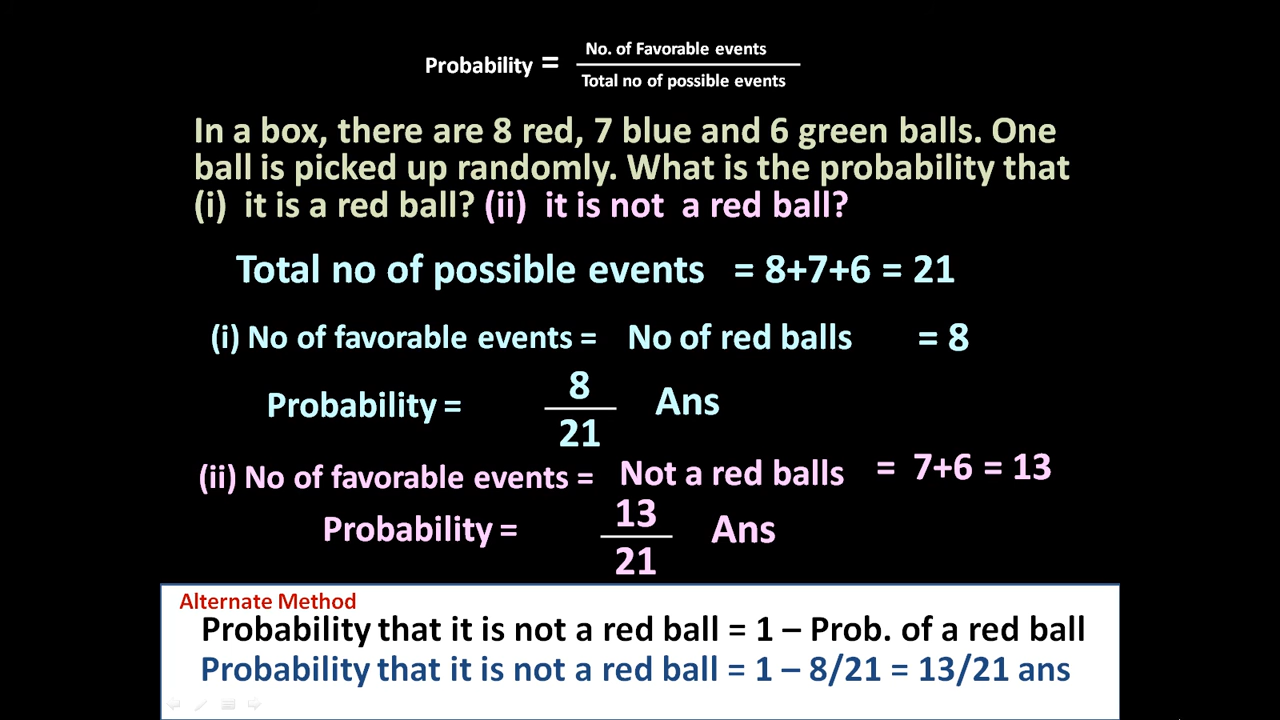 Probability = No. of Favorable events
Total no of possible events
In a box, there are 8 red, 7 blue and 6 green balls. One
ball is picked up randomly. What is the probability that
(i) it is a red ball? (ii) it is not a red ball?
Total no of possible events = 8+7+6 = 21
(i) No of favorable events = No of red balls = 8
Probability = 8 Ans
21
(ii) No of favorable events = Not a red balls = 7+6 = 13
Probability = 13 Ans
21
Alternate Method
Probability that it is not a red ball = 1 – Prob. of a red ball
Probability that it is not a red ball = 1 – 8/21 = 13/21 ans